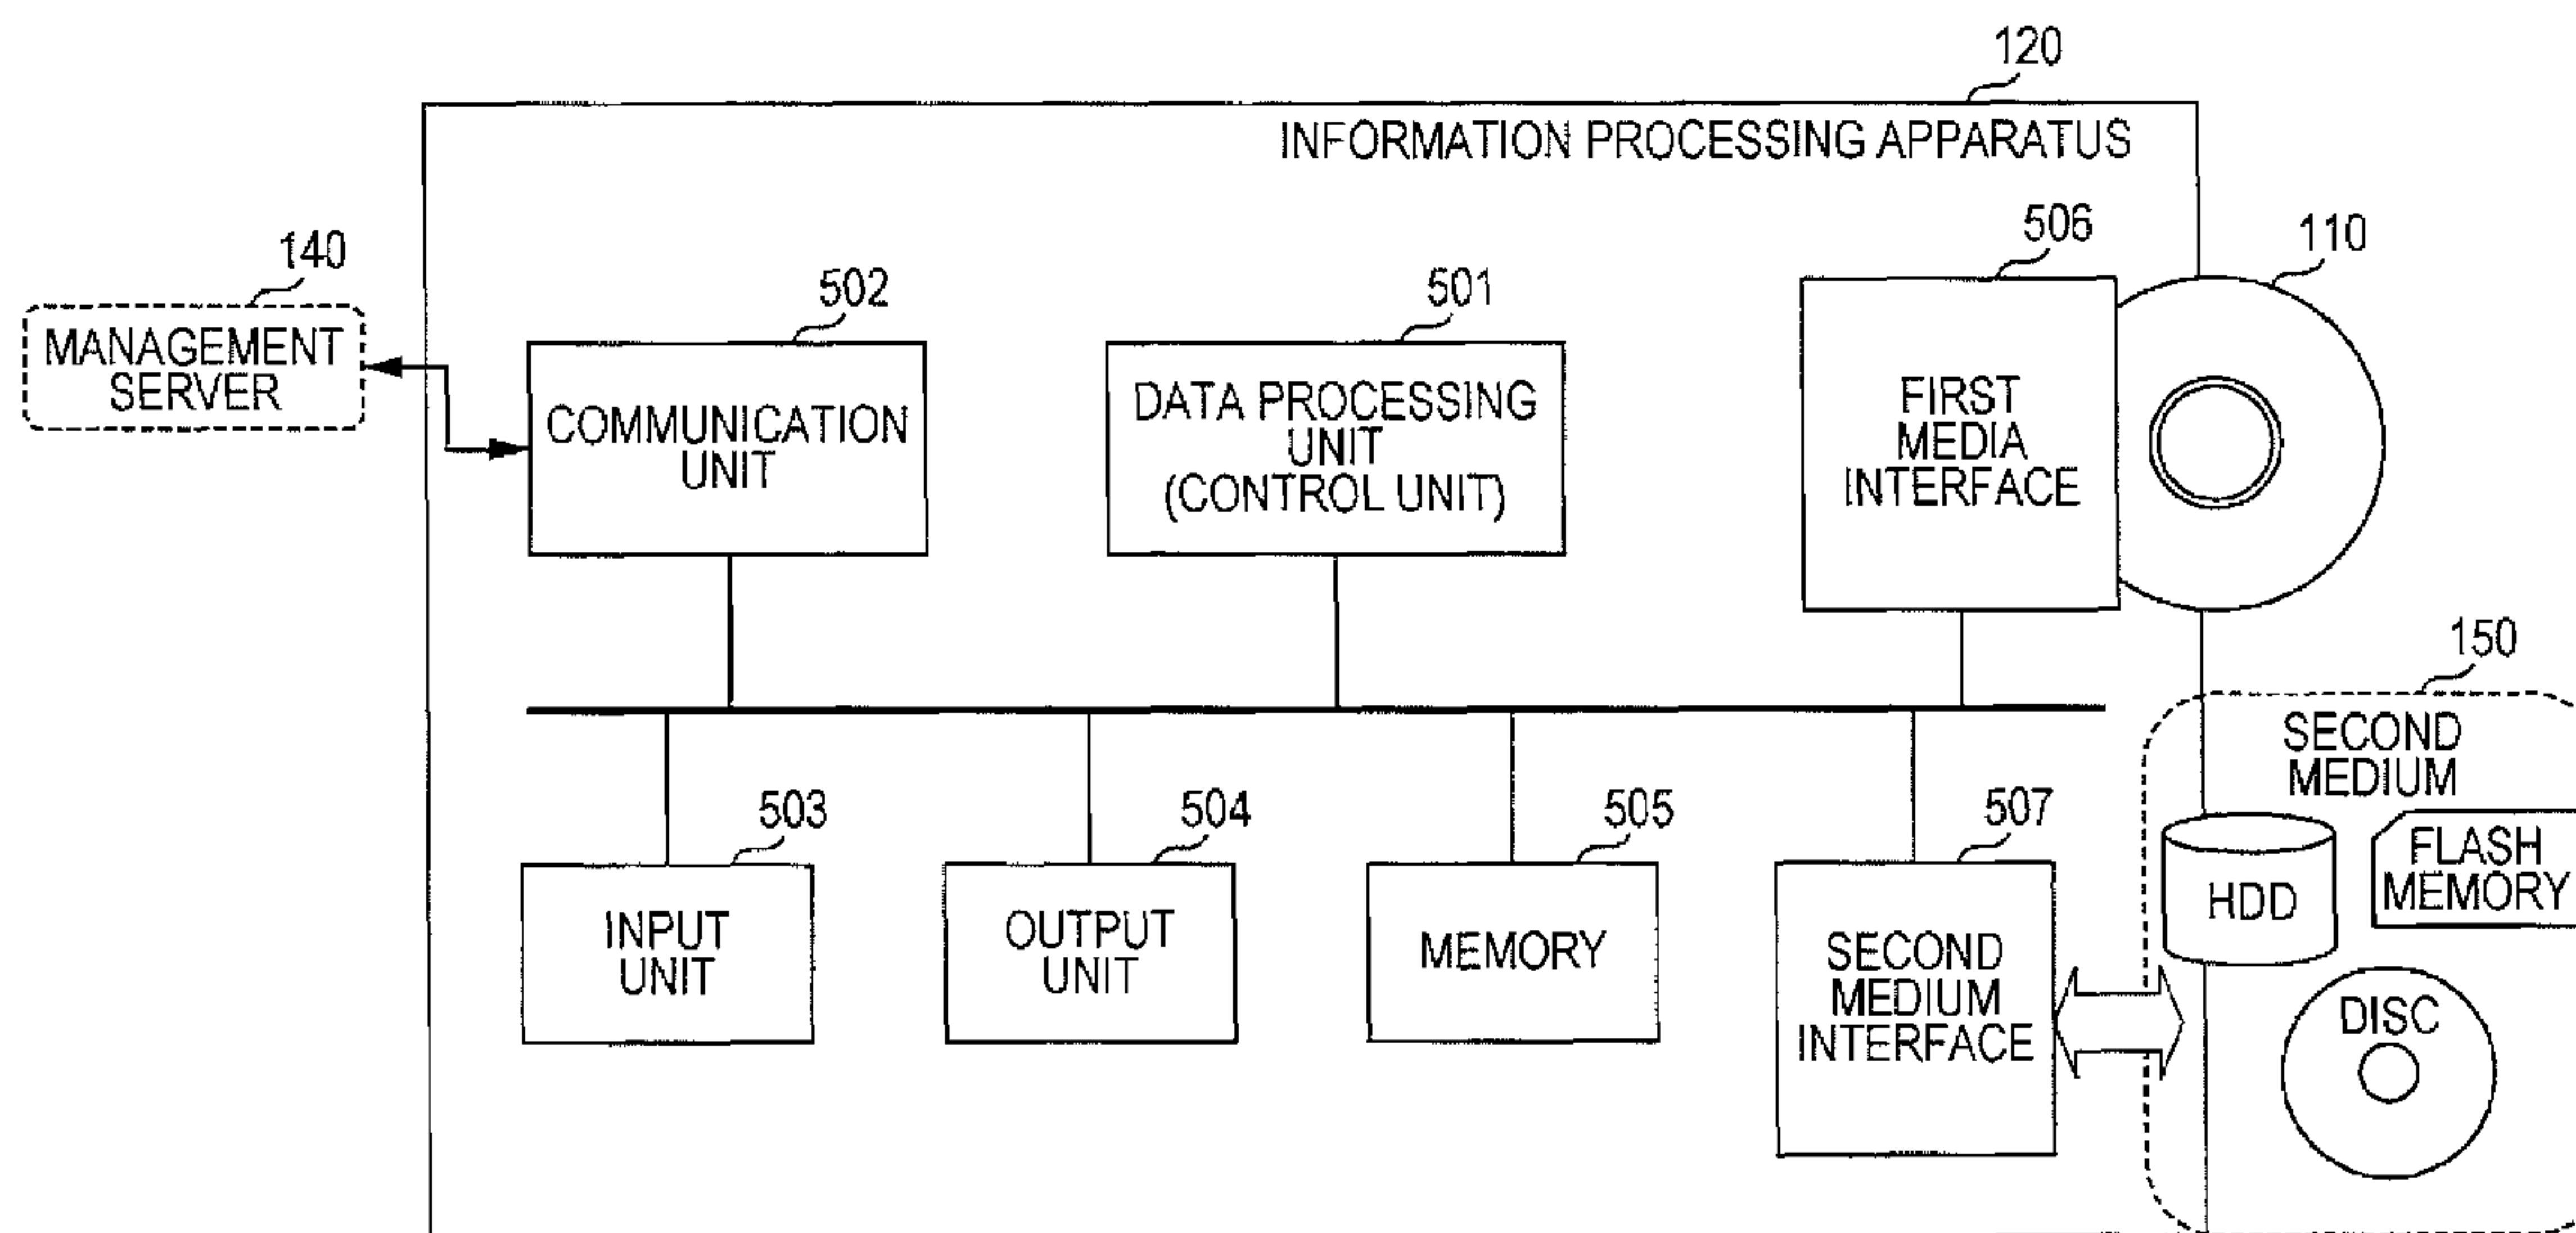 120
INFORMATION PROCESSING APPARATUS
140
MANAGEMENT
SERVER
502
COMMUNICATION
UNIT
501
DATA PROCESSING
UNIT
(CONTROL UNIT)
506
FIRST
MEDIA
INTERFACE
110
503
INPUT
UNIT
504
OUTPUT
UNIT
505
MEMORY
507
SECOND
MEDIUM
INTERFACE
150
SECOND
MEDIUM
HDD
FLASH
MEMORY
DISC